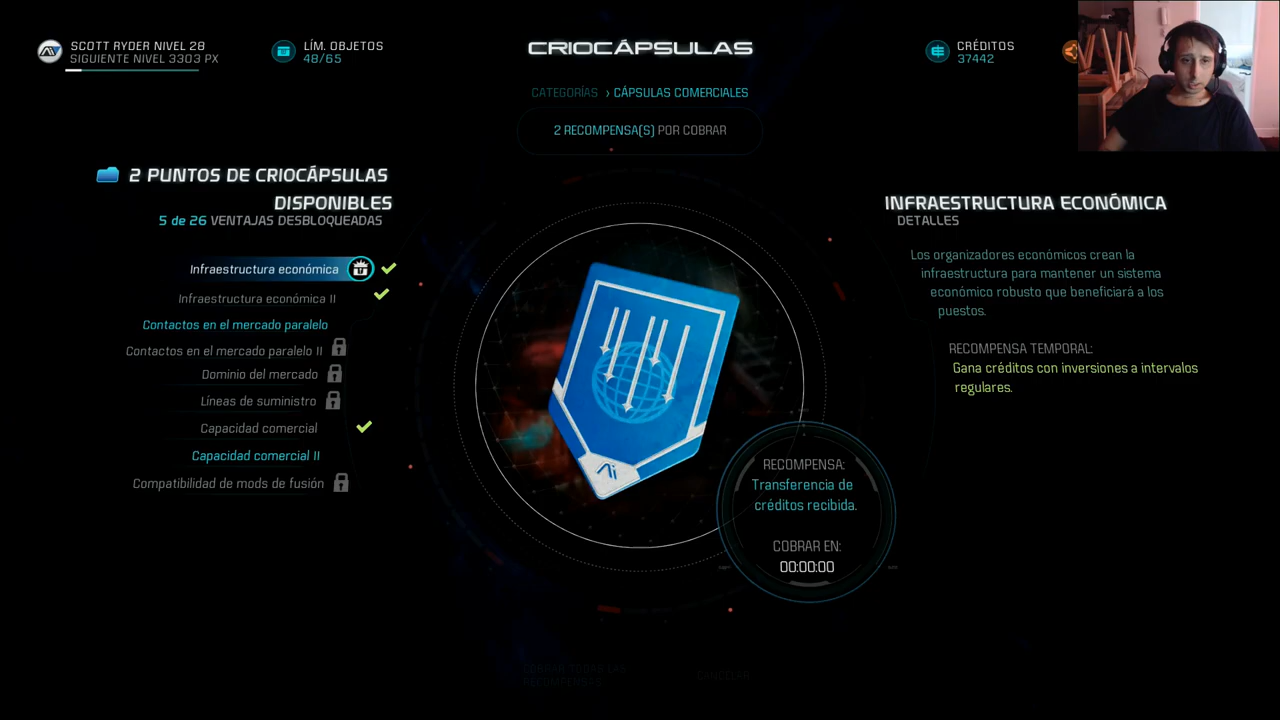 SCOTT RYDER NIVEL 28
SIGUIENTE NIVEL 3303 PX
LÍM. OBJETOS
48/65
CRIOCÁPSULAS
CRÉDITOS
37442
CATEGORÍAS › CÁPSULAS COMERCIALES
2 RECOMPENSA(S) POR COBRAR
2 PUNTOS DE CRIOCÁPSULAS
DISPONIBLES
5 de 26 VENTAJAS DESBLOQUEADAS
Infraestructura económica
Infraestructura económica II
Contactos en el mercado paralelo
Contactos en el mercado paralelo II
Dominio del mercado
Líneas de suministro
Capacidad comercial
Capacidad comercial II
Compatibilidad de mods de fusión
RECOMPENSA:
Transferencia de
créditos recibida.
COBRAR EN:
00:00:00
INFRAESTRUCTURA ECONÓMICA
DETALLES
Los organizadores económicos crean la
infraestructura para mantener un sistema
económico robusto que beneficiará a los
puestos.
RECOMPENSA TEMPORAL:
Gana créditos con inversiones a intervalos
regulares.
COBRAR TODAS LAS
RECOMPENSAS
CANCELAR